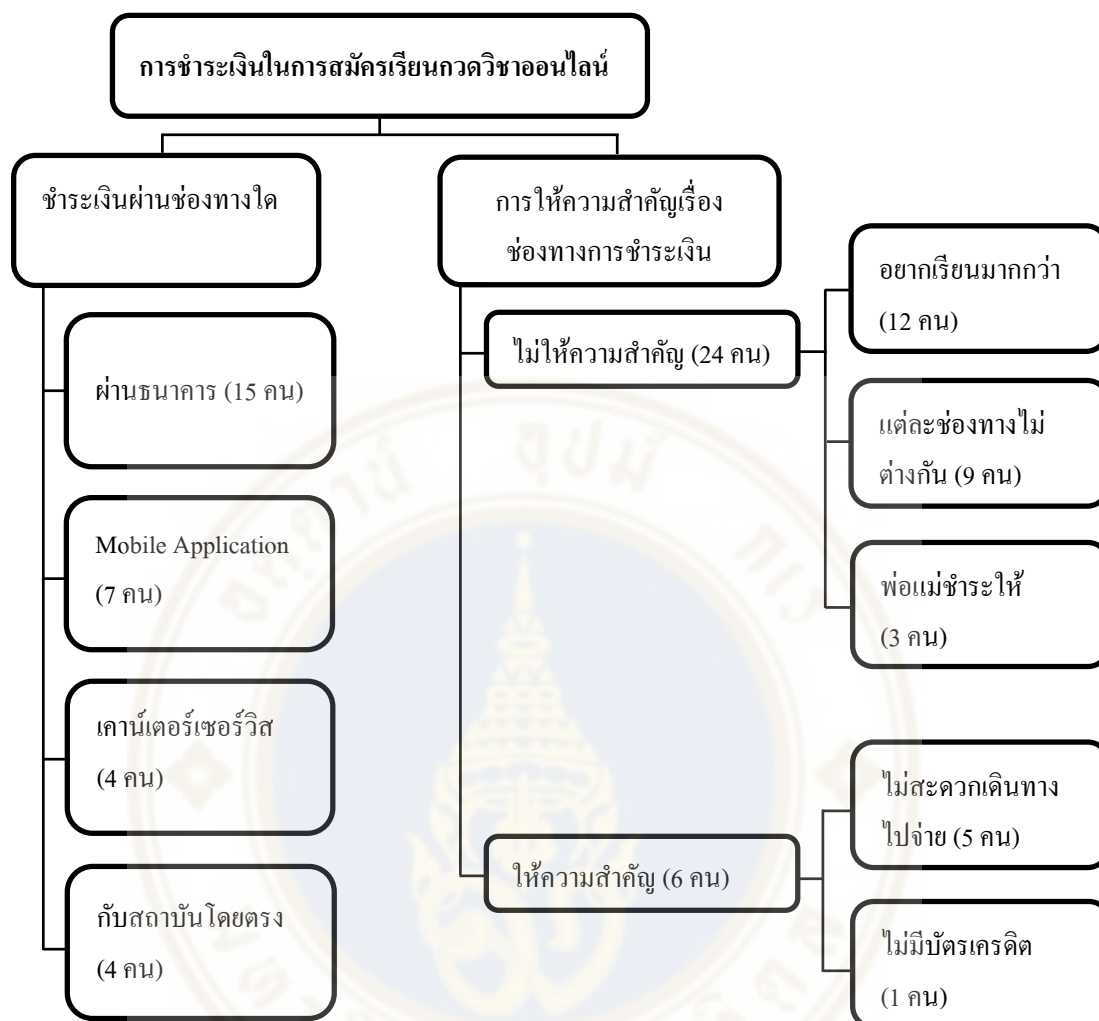 การชำระเงินในการสมัครเรียนกวดวิชาออนไลน์
ชำระเงินผ่านช่องทางใด
ผ่านธนาคาร (15 คน)
Mobile Application
(7 คน)
เคาน์เตอร์เซอร์วิส
(4 คน)
กับสถาบันโดยตรง
(4 คน)
การให้ความสำคัญเรื่อง
ช่องทางการชำระเงิน
ไม่ให้ความสำคัญ (24 คน)
อยากเรียนมากกว่า
(12 คน)
แต่ละช่องทางไม่
ต่างกัน (9 คน)
พ่อแม่ชำระให้
(3 คน)
ให้ความสำคัญ (6 คน)
ไม่สะดวกเดินทาง
ไปจ่าย (5 คน)
ไม่มีบัตรเครดิต
(1 คน)